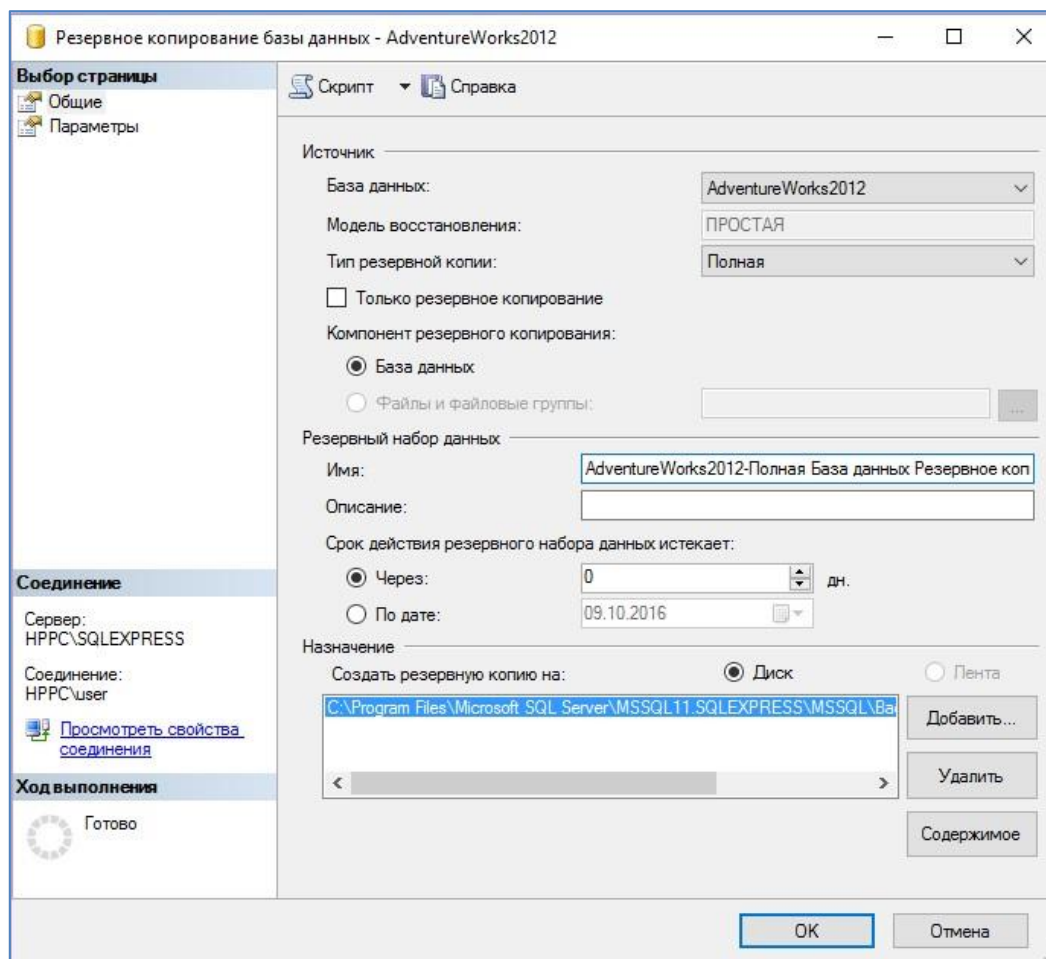 Резервное копирование базы данных - AdventureWorks2012
Выбор страницы
Общие
Параметры
Скрипт
Справка
Источник
База данных:
AdventureWorks2012
Модель восстановления:
ПРОСТАЯ
Тип резервной копии:
Полная
Только резервное копирование
Компонент резервного копирования:
База данных
Файлы и файловые группы:
...
Резервный набор данных
Имя:
AdventureWorks2012-Полная База данных Резервное коп
Описание:
Срок действия резервного набора данных истекает:
Через:
0
дн.
По дате:
09.10.2016
Назначение
Создать резервную копию на:
Диск
Лента
C:\Program Files\Microsoft SQL Server\MSSQL11.SQLEXPRESS\MSSQL\Bac
Добавить...
Удалить
Содержимое
Соединение
Сервер:
HPPC\SQLEXPRESS
Соединение:
HPPC\user
Просмотреть свойства
соединения
Ход выполнения
Готово
OK
Отмена